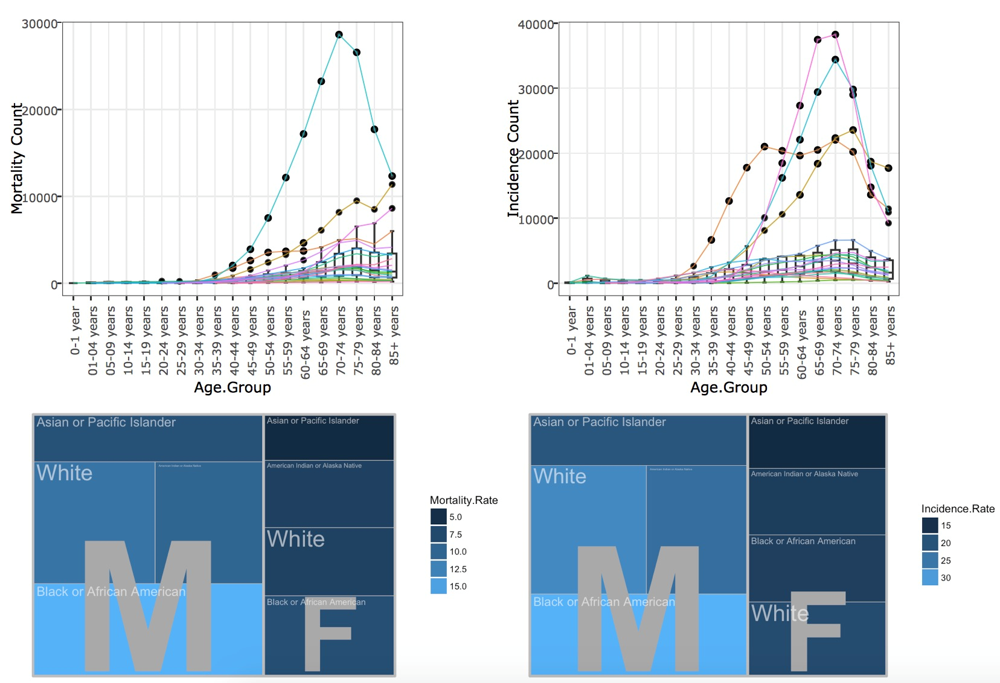 30000
20000
10000
0
Mortality Count
0-1 year
01-04 years
05-09 years
10-14 years
15-19 years
20-24 years
25-29 years
30-34 years
35-39 years
40-44 years
45-49 years
50-54 years
55-59 years
60-64 years
65-69 years
70-74 years
75-79 years
80-84 years
85+ years
Age.Group
40000
30000
20000
10000
0
Incidence Count
0-1 year
01-04 years
05-09 years
10-14 years
15-19 years
20-24 years
25-29 years
30-34 years
35-39 years
40-44 years
45-49 years
50-54 years
55-59 years
60-64 years
65-69 years
70-74 years
75-79 years
80-84 years
85+ years
Age.Group
Asian or Pacific Islander
White
American Indian or Alaska Native
Black or African American
M
Asian or Pacific Islander
American Indian or Alaska Native
White
Black or African American
F
Mortality.Rate
5.0
7.5
10.0
12.5
15.0
Asian or Pacific Islander
White
American Indian or Alaska Native
Black or African American
M
Asian or Pacific Islander
American Indian or Alaska Native
Black or African American
White
F
Incidence.Rate
15
20
25
30